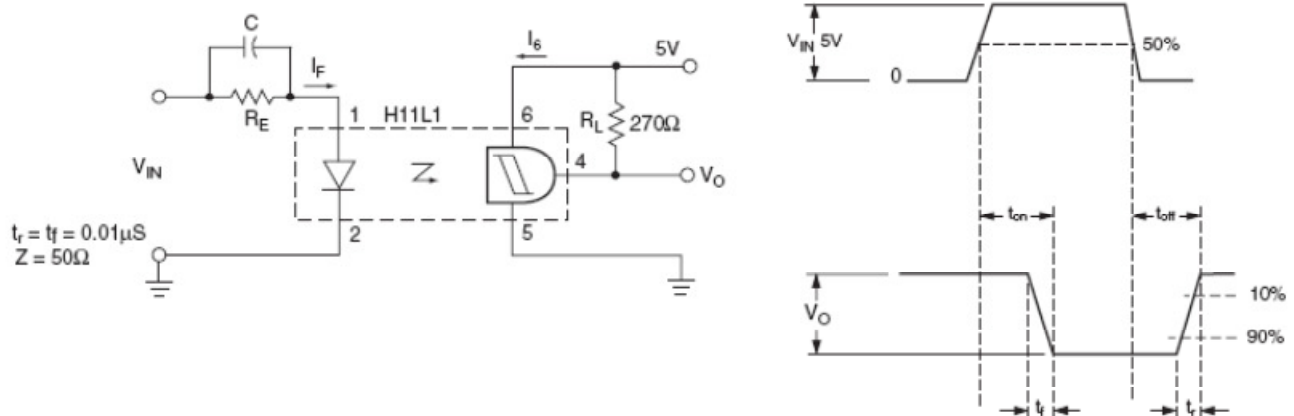 C
I_F
R_E
V_IN
t_r = t_f = 0.01µS
Z = 50Ω
1
H11L1
2
I_6
5V
6
R_L
270Ω
4
V_O
5
V_IN 5V
0
50%
t_on
t_off
V_O
10%
90%
t_f
t_r